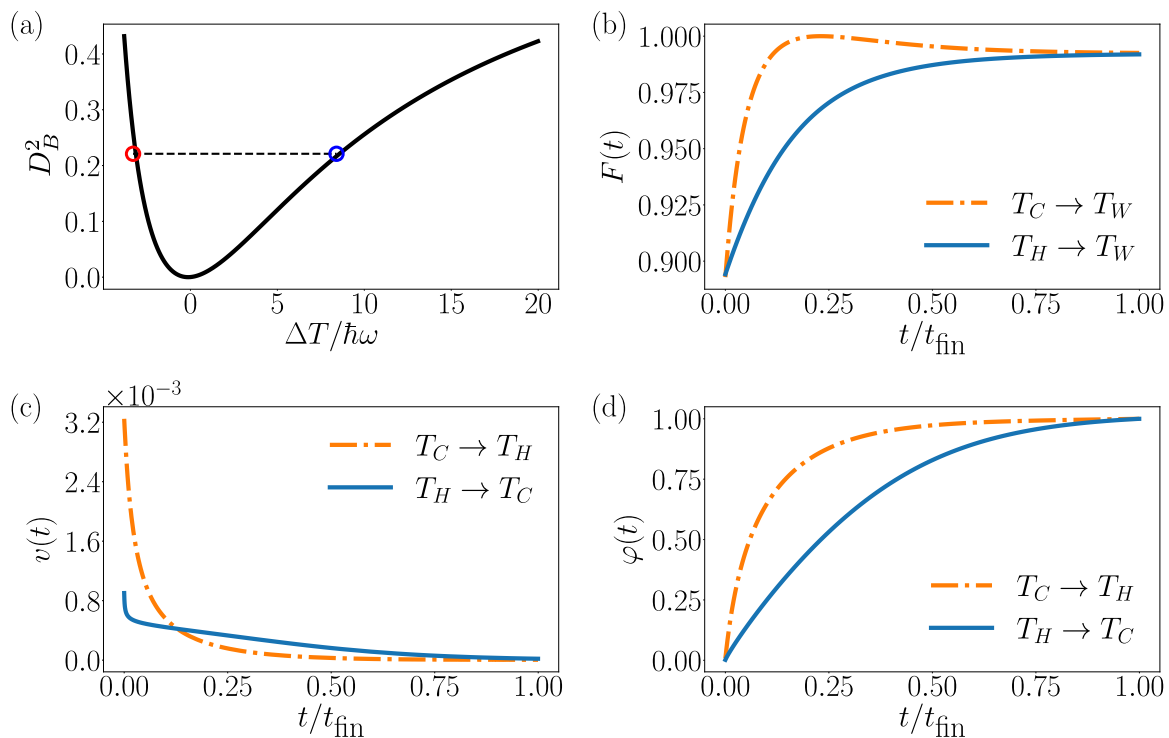 (a)
D_B^2
0.4
0.3
0.2
0.1
0.0
0 5 10 15 20
ΔT/ħω
(b)
F(t)
1.000
0.975
0.950
0.925
0.900
T_C → T_W
T_H → T_W
0.00 0.25 0.50 0.75 1.00
t/t_fin
(c)
×10^−3
v(t)
3.2
2.4
1.6
0.8
0.0
T_C → T_H
T_H → T_C
0.00 0.25 0.50 0.75 1.00
t/t_fin
(d)
φ(t)
1.00
0.75
0.50
0.25
0.00
T_C → T_H
T_H → T_C
0.00 0.25 0.50 0.75 1.00
t/t_fin